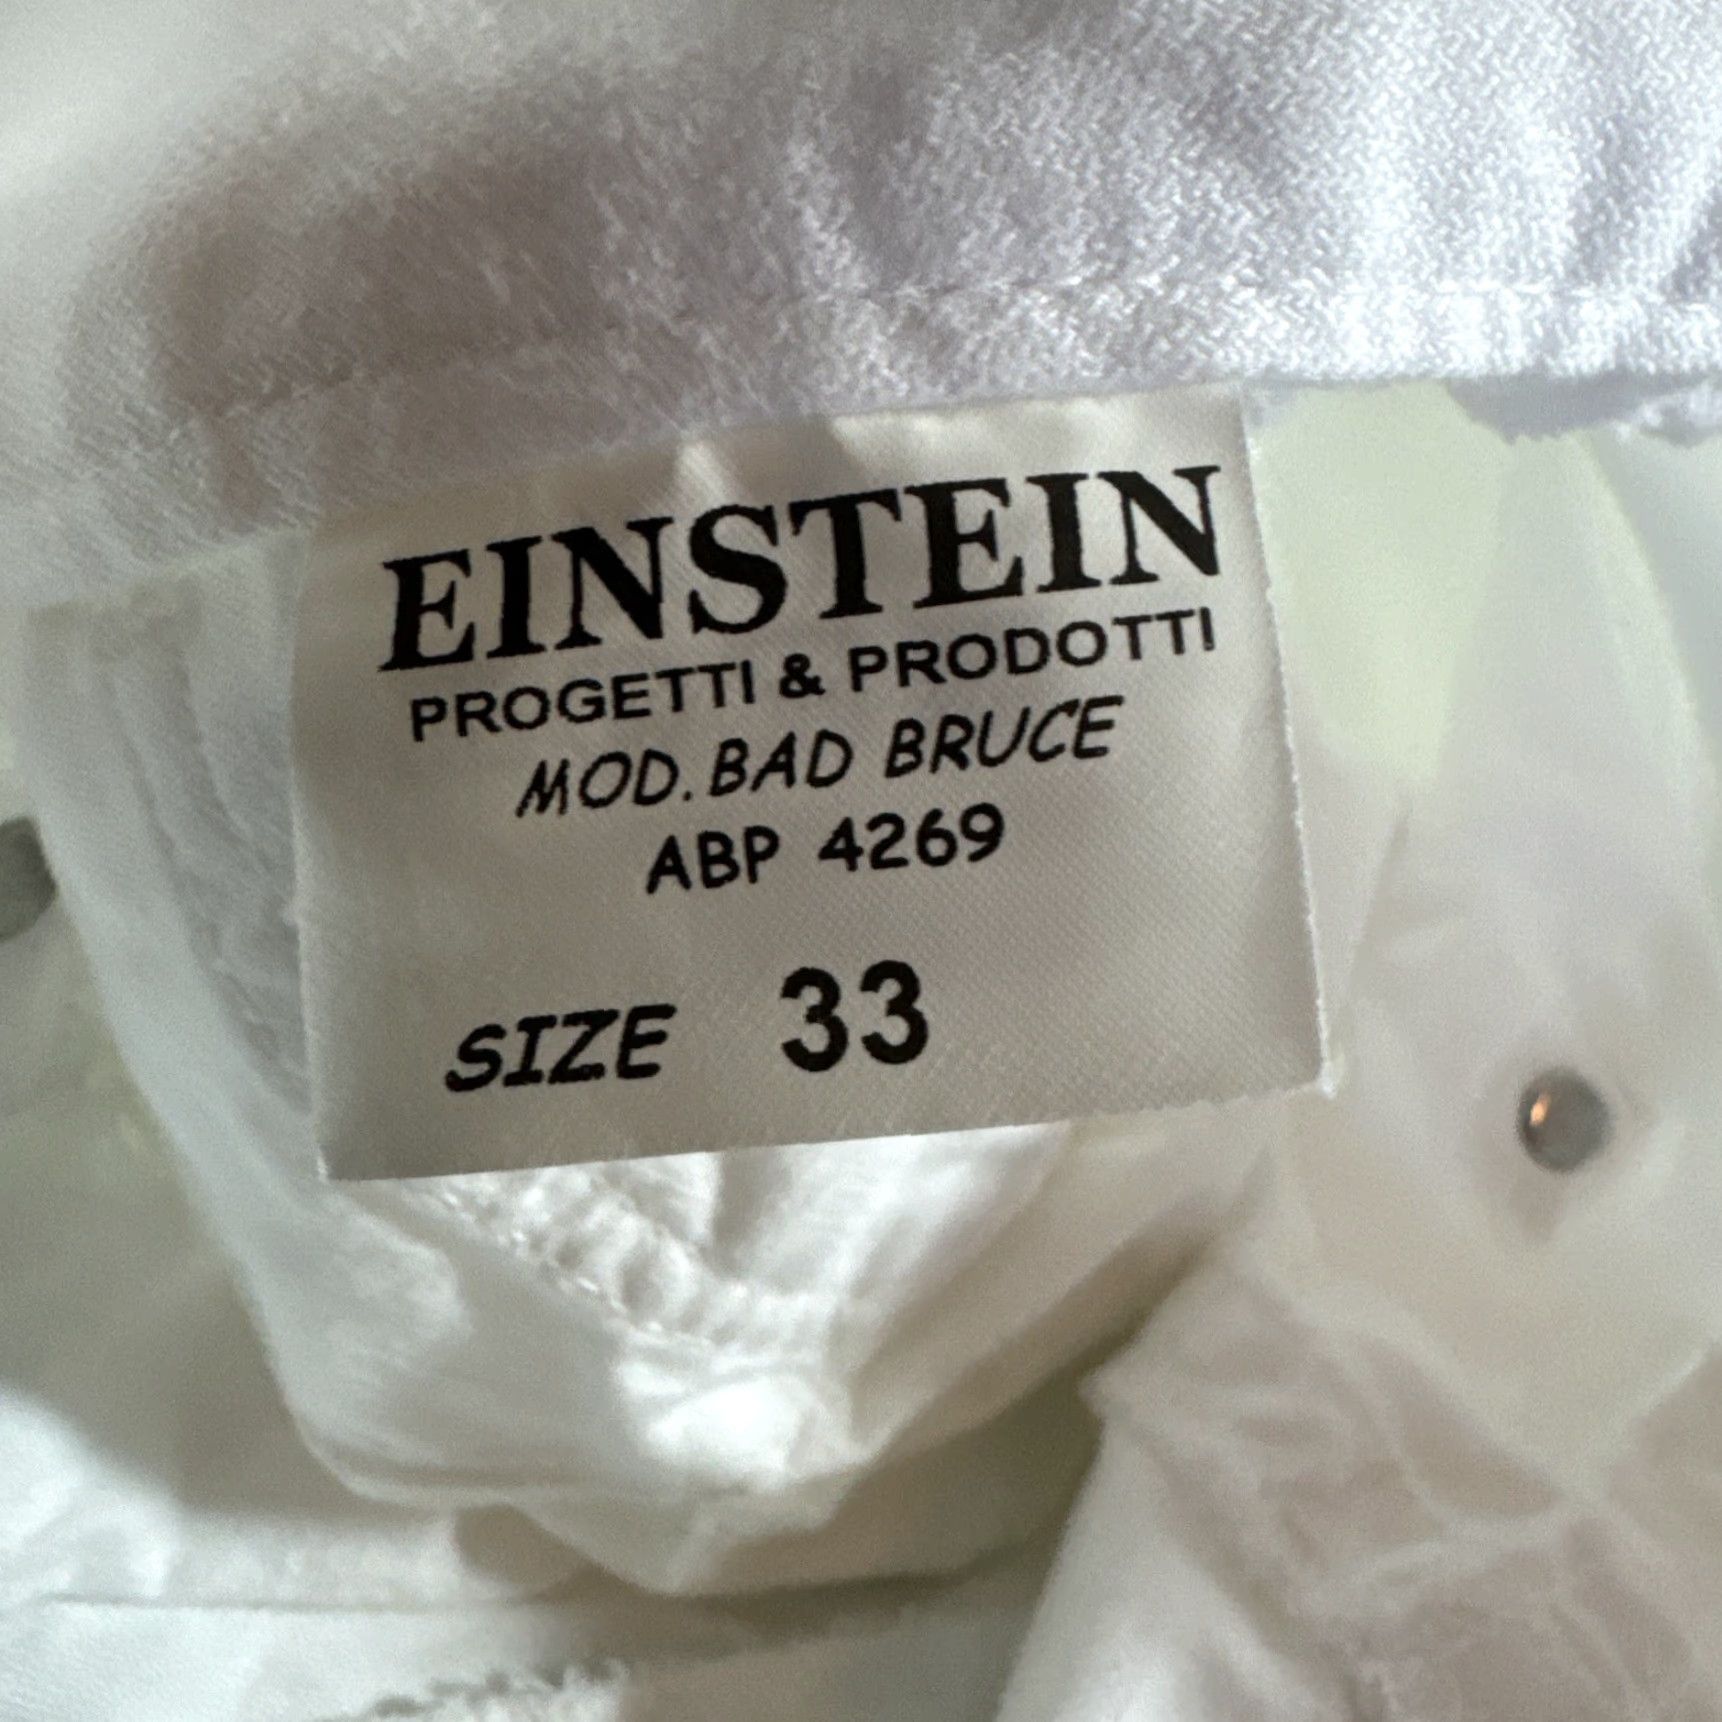 EINSTEIN
PROGETTI & PRODOTTI
MOD. BAD BRUCE
ABP 4269
SIZE 33